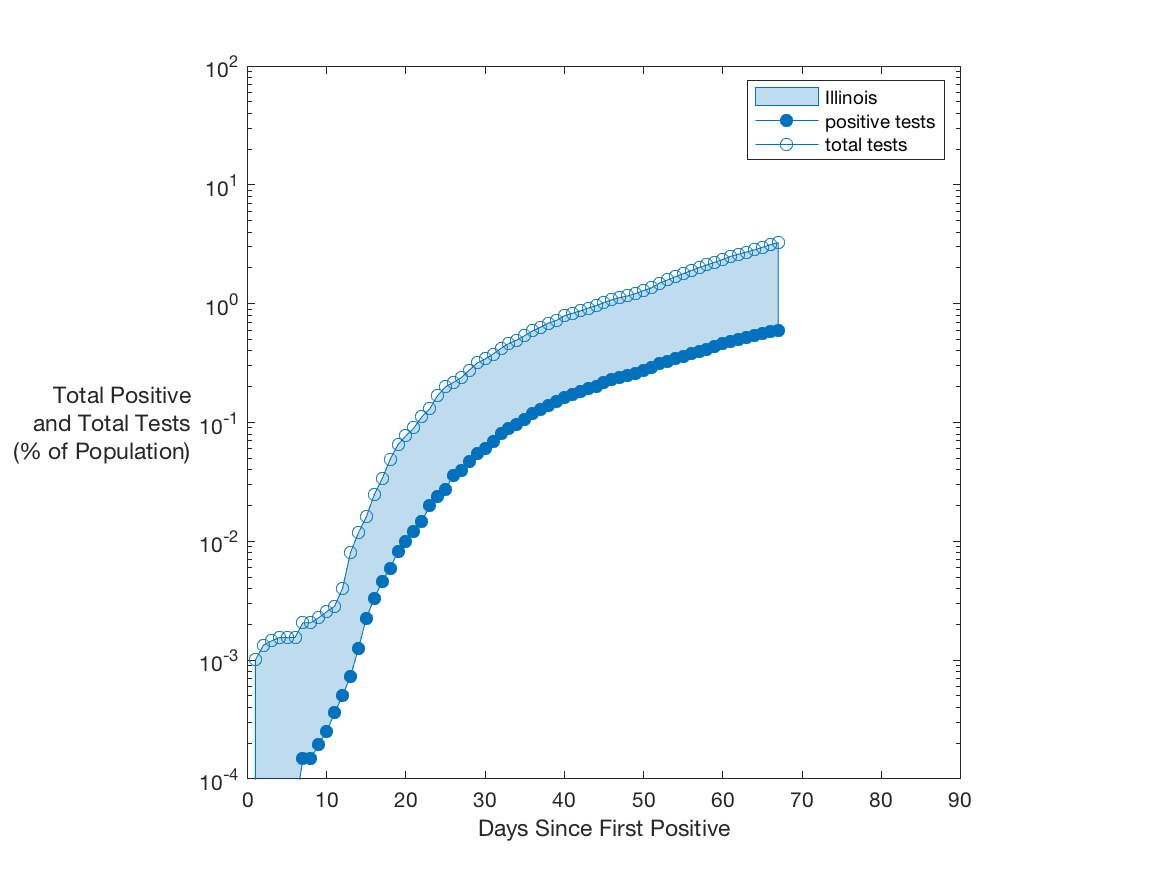 10^2
10^1
10^0
10^-1
10^-2
10^-3
10^-4
Total Positive
and Total Tests
(% of Population)
Illinois
positive tests
total tests
0 10 20 30 40 50 60 70 80 90
Days Since First Positive